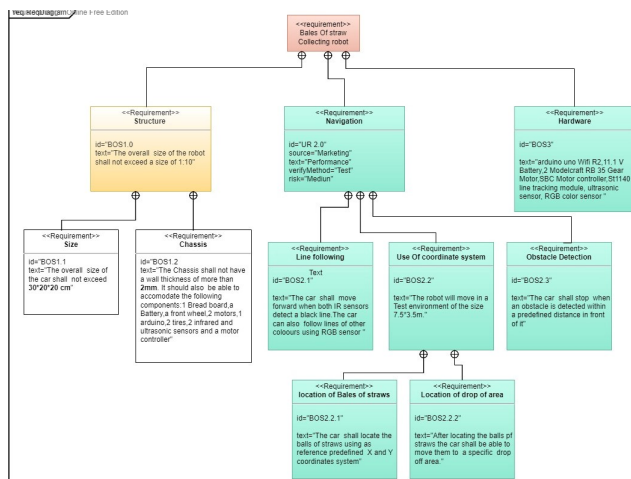 Online Free Edition
<<requirement>>
Bales Of straw
Collecting robot
<<Requirement>>
Structure
id="BOS1.0
text="The overall size of the robot
shall not exceed a size of 1:10"
<<Requirement>>
Navigation
id="UR 2.0"
source="Marketing"
text="Performance"
verifyMethod="Test"
risk="Mediun"
<<Requirement>>
Hardware
id="BOS3"
text="arduino uno Wifi R2,11.1 V
Battery,2 Modelcraft RB 35 Gear
Motor,SBC Motor controller,St1140
line tracking module, ultrasonic
sensor, RGB color sensor "
<<Requirement>>
Size
id="BOS1.1
text="The overall size of
the car shall not exceed
30*20*20 cm"
<<Requirement>>
Chassis
id="BOS1.2
text="The Chassis shall not have
a wall thickness of more than
2mm. It should also be able to
accomodate the following
components:1 Bread board,a
Battery,a front wheel,2 motors,1
arduino,2 tires,2 infrared and
ultrasonic sensors and a motor
controller"
<<Requirement>>
Line following
Text
id="BOS2.1"
text="The car shall move
forward when both IR sensors
detect a black line.The car
can also follow lines of other
coloours using RGB sensor "
<<Requirement>>
Use Of coordinate system
id="BOS2.2"
text="The robot will move in a
Test environment of the size
7.5*3.5m."
<<Requirement>>
Obstacle Detection
id="BOS2.3"
text="The car shall stop when
an obstacle is detected within
a predefined distance in front
of it"
<<Requirement>>
location of Bales of straws
id="BOS2.2.1"
text="The car shall locate the
balls of straws using as
reference predefined X and Y
coordinates system"
<<Requirement>>
Location of drop of area
id="BOS2.2.2"
text="After locating the balls pf
straws the car shall be able to
move them to a specific drop
off area."